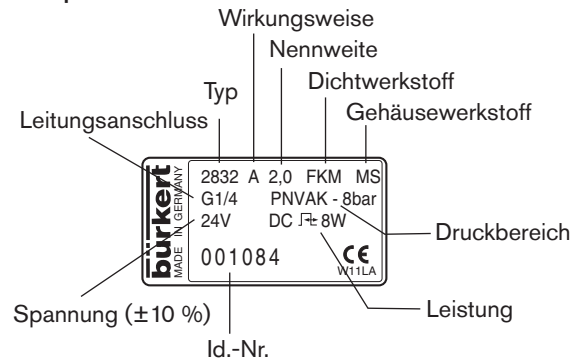 Wirkungsweise
Nennweite
Dichtwerkstoff
Typ
Gehäusewerkstoff
Leitungsanschluss
bürkert
MADE IN GERMANY
2832 A 2,0 FKM MS
G1/4 PNVAK - 8bar
24V DC 8W
001084 CE
W11LA
Druckbereich
Leistung
Spannung (±10 %)
Id.-Nr.